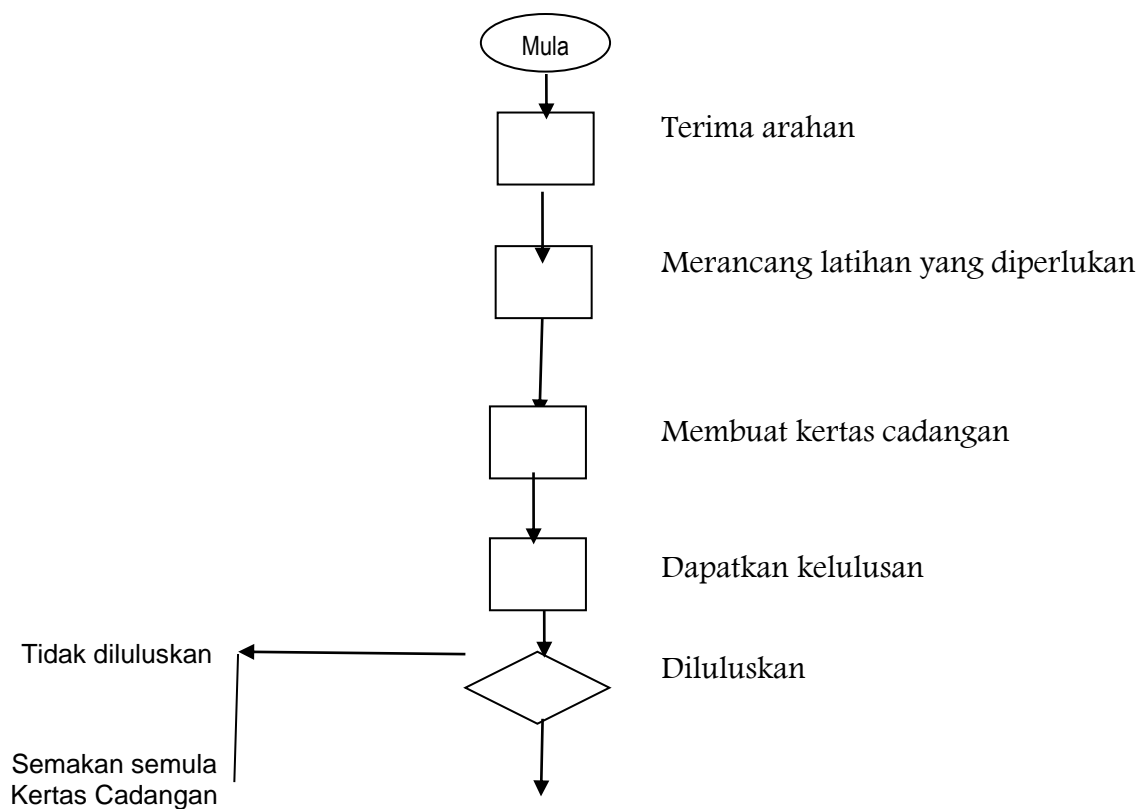 Mula
Terima arahan
Merancang latihan yang diperlukan
Membuat kertas cadangan
Dapatkan kelulusan
Tidak diluluskan
Diluluskan
Semakan semula
Kertas Cadangan